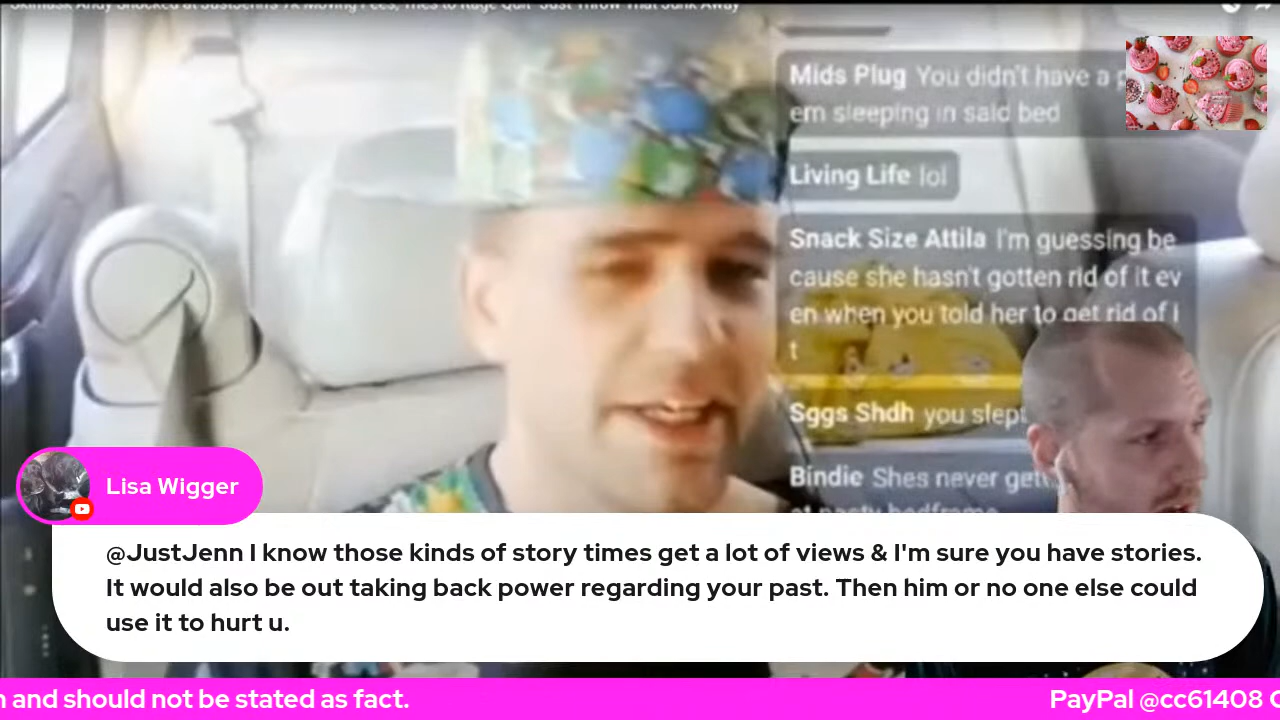 Mids Plug You didn't have a
em sleeping in said bed
Living Life lol
Snack Size Attila I'm guessing be
cause she hasn't gotten rid of it ev
en when you told her to get rid of i
t
Sggs Shdh you slept
Bindie Shes never
Lisa Wigger
@JustJenn I know those kinds of story times get a lot of views & I'm sure you have stories.
It would also be out taking back power regarding your past. Then him or no one else could
use it to hurt u.
and should not be stated as fact.
PayPal @cc61408